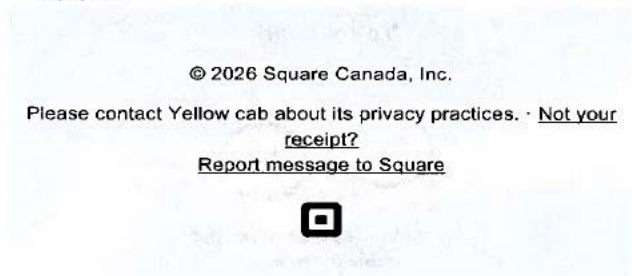 © 2026 Square Canada, Inc.
Please contact Yellow cab about its privacy practices. · Not your
receipt?
Report message to Square